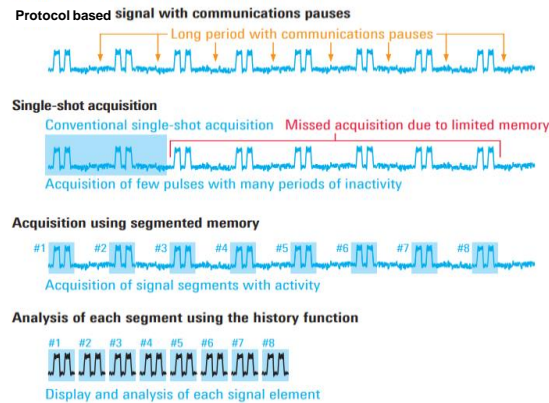 Protocol based signal with communications pauses
Long period with communications pauses
Single-shot acquisition
Conventional single-shot acquisition Missed acquisition due to limited memory
Acquisition of few pulses with many periods of inactivity
Acquisition using segmented memory
#1 #2 #3 #4 #5 #6 #7 #8
Acquisition of signal segments with activity
Analysis of each segment using the history function
#1 #2 #3 #4 #5 #6 #7 #8
Display and analysis of each signal element